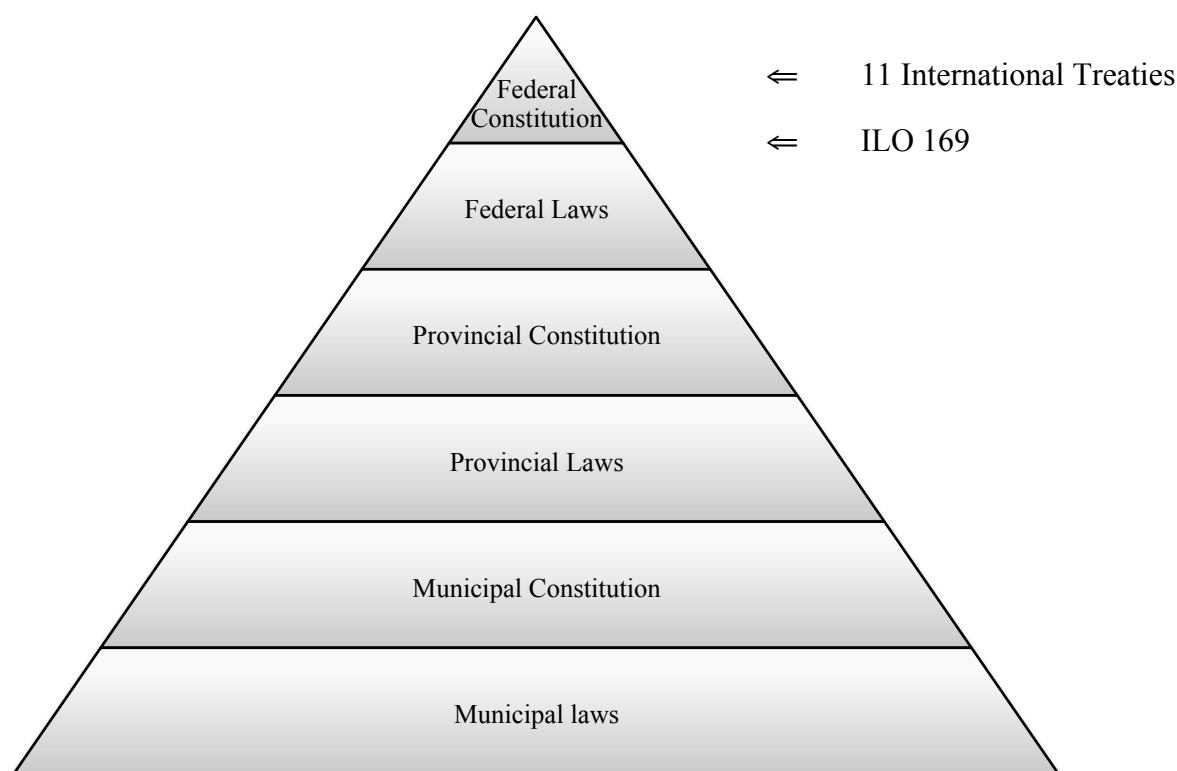 ⇐ 11 International Treaties
Federal
Constitution
⇐ ILO 169
Federal Laws
Provincial Constitution
Provincial Laws
Municipal Constitution
Municipal laws